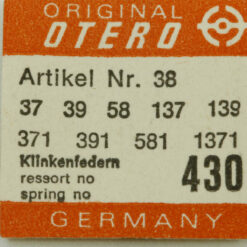 ORIGINAL
OTERO
Artikel Nr. 38
37 39 58 137 139
371 391 581 1371
Klinkenfedern
ressort no
spring no
430
GERMANY